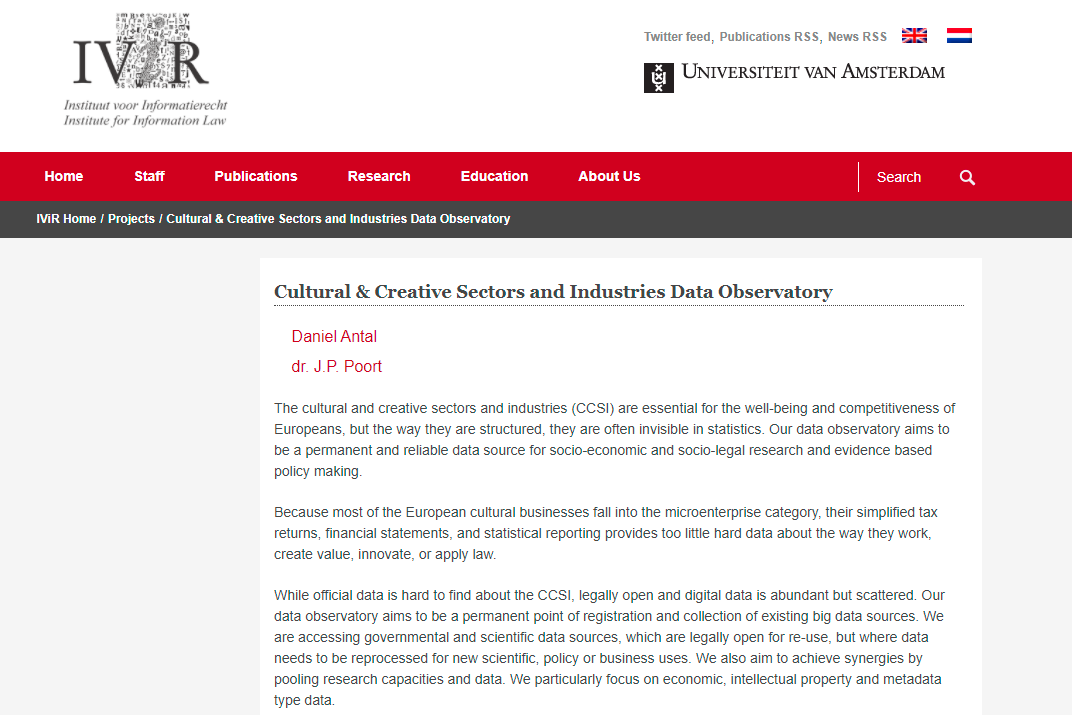 IViR
Instituut voor Informatierecht
Institute for Information Law
Twitter feed, Publications RSS, News RSS
UNIVERSITEIT VAN AMSTERDAM
Home Staff Publications Research Education About Us Search
IViR Home / Projects / Cultural & Creative Sectors and Industries Data Observatory
Cultural & Creative Sectors and Industries Data Observatory
Daniel Antal
dr. J.P. Poort
The cultural and creative sectors and industries (CCSI) are essential for the well-being and competitiveness of
Europeans, but the way they are structured, they are often invisible in statistics. Our data observatory aims to
be a permanent and reliable data source for socio-economic and socio-legal research and evidence based
policy making.
Because most of the European cultural businesses fall into the microenterprise category, their simplified tax
returns, financial statements, and statistical reporting provides too little hard data about the way they work,
create value, innovate, or apply law.
While official data is hard to find about the CCSI, legally open and digital data is abundant but scattered. Our
data observatory aims to be a permanent point of registration and collection of existing big data sources. We
are accessing governmental and scientific data sources, which are legally open for re-use, but where data
needs to be reprocessed for new scientific, policy or business uses. We also aim to achieve synergies by
pooling research capacities and data. We particularly focus on economic, intellectual property and metadata
type data.